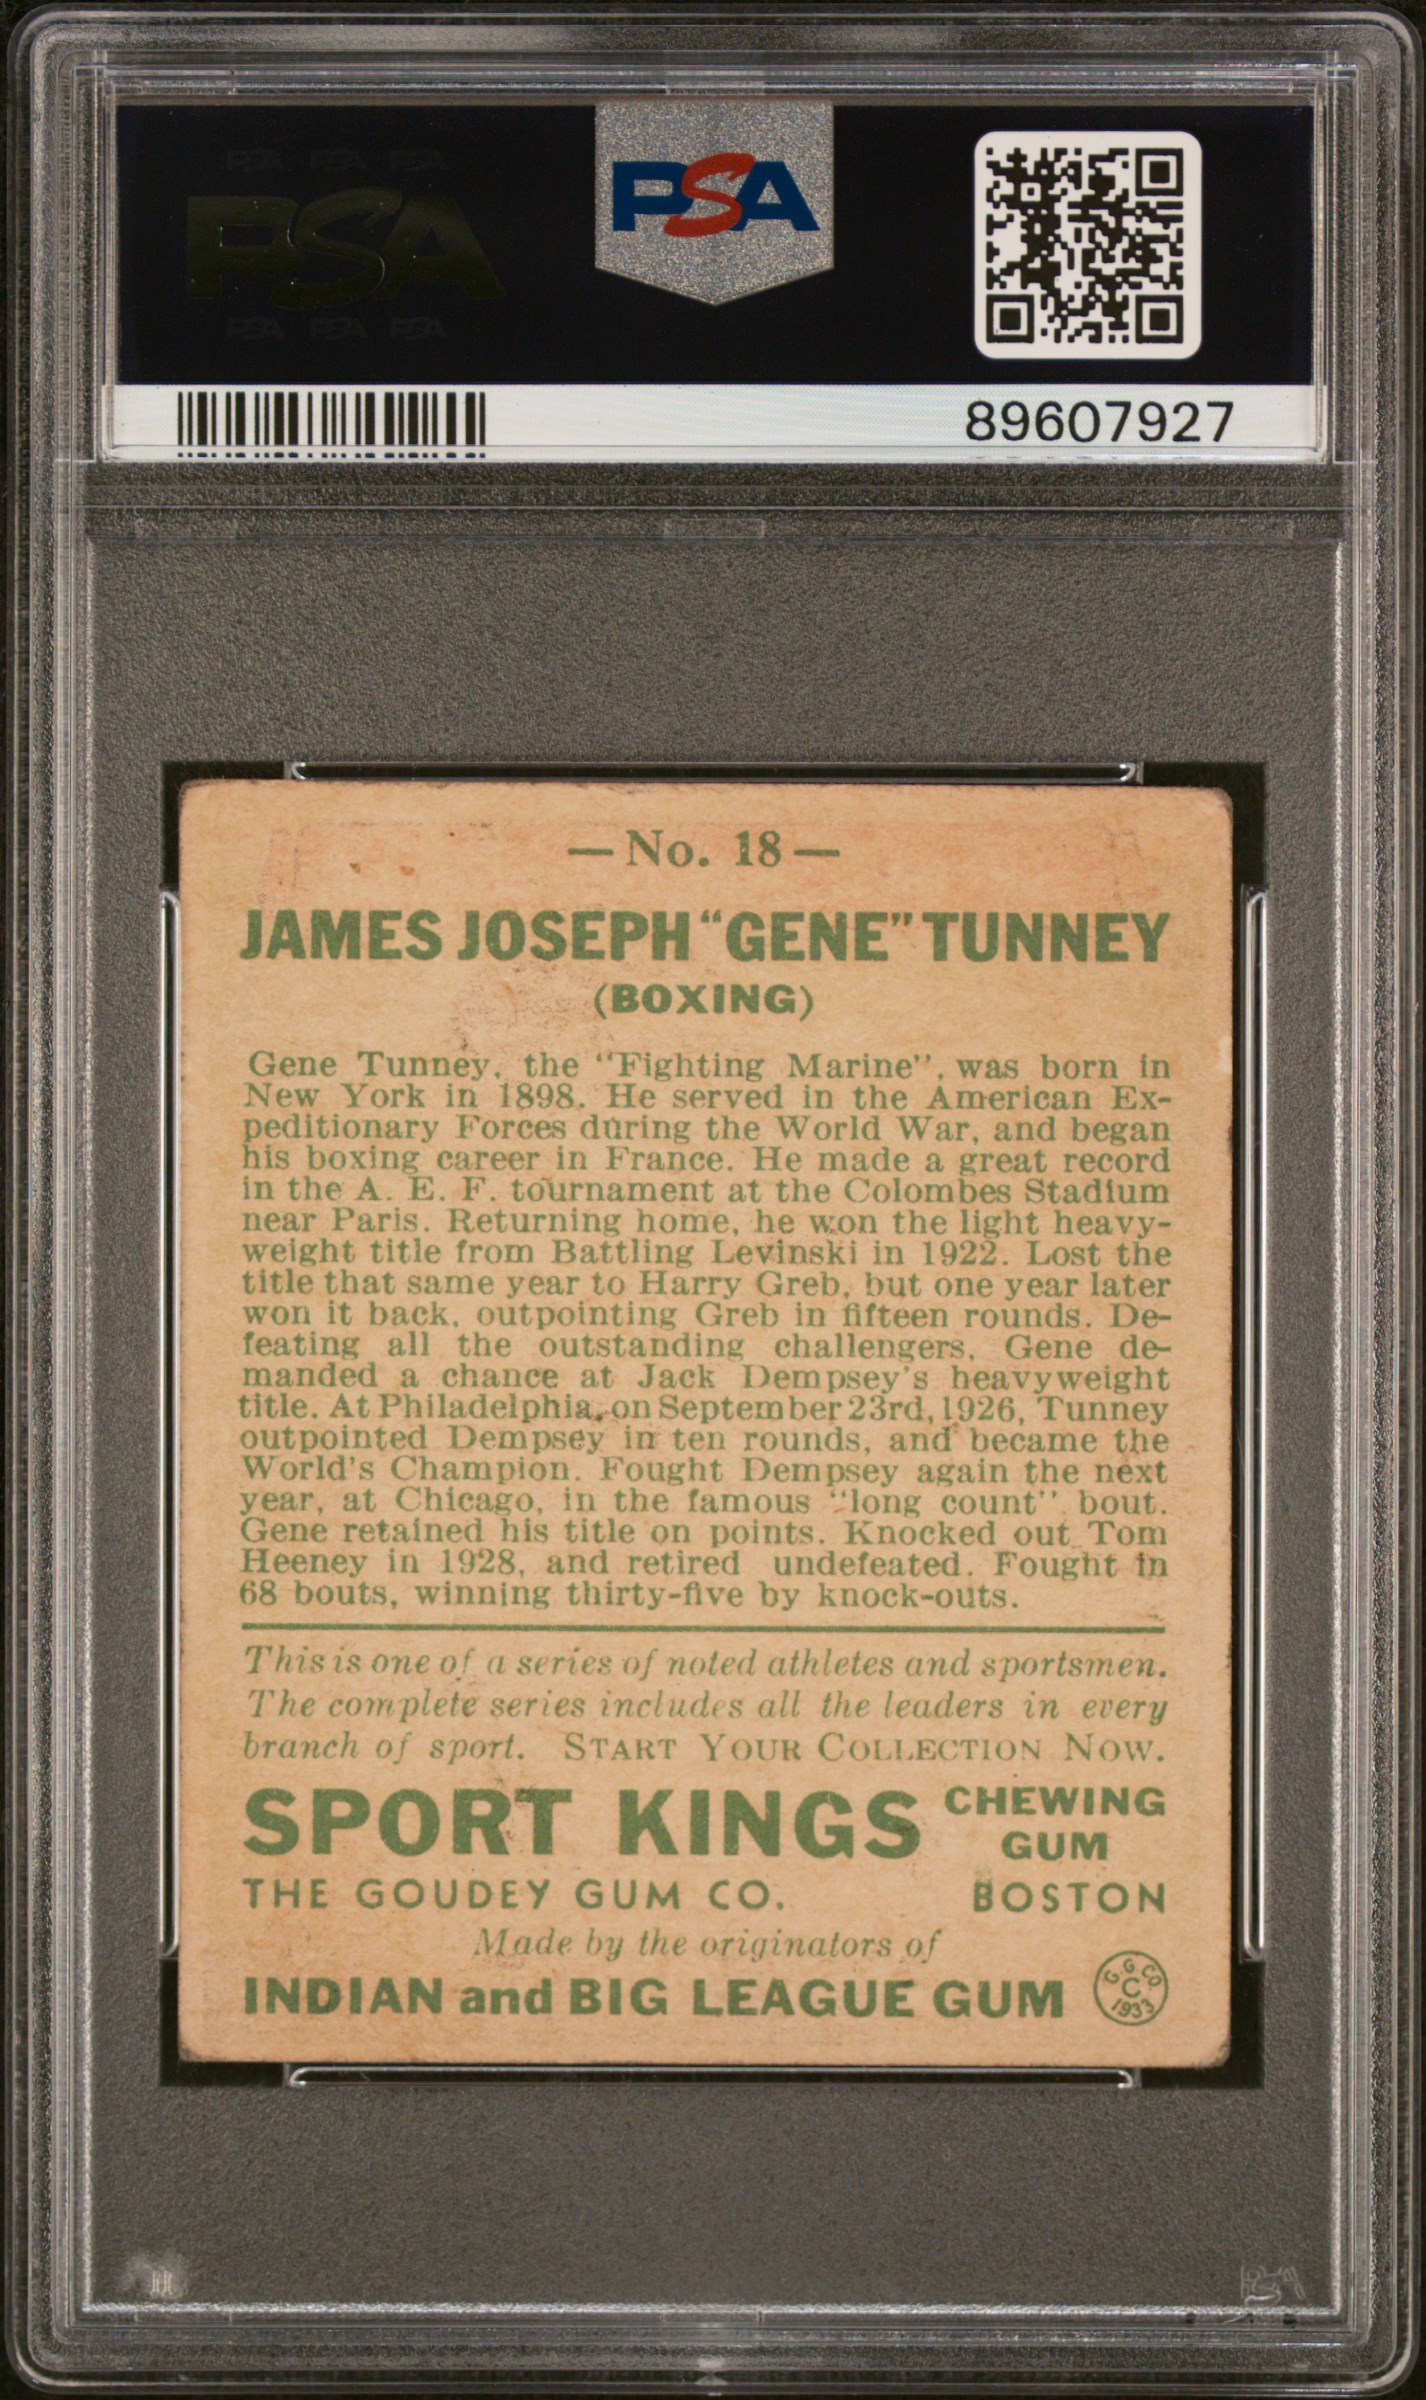 PSA PSA PSA
PSA
PSA PSA PSA
PSA
89607927
—No. 18—
JAMES JOSEPH "GENE" TUNNEY
(BOXING)
Gene Tunney, the "Fighting Marine", was born in
New York in 1898. He served in the American Ex-
peditionary Forces during the World War, and began
his boxing career in France. He made a great record
in the A. E. F. tournament at the Colombes Stadium
near Paris. Returning home, he won the light heavy-
weight title from Battling Levinski in 1922. Lost the
title that same year to Harry Greb, but one year later
won it back, outpointing Greb in fifteen rounds. De-
feating all the outstanding challengers, Gene de-
manded a chance at Jack Dempsey's heavyweight
title. At Philadelphia, on September 23rd, 1926, Tunney
outpointed Dempsey in ten rounds, and became the
World's Champion. Fought Dempsey again the next
year, at Chicago, in the famous "long count" bout.
Gene retained his title on points. Knocked out Tom
Heeney in 1928, and retired undefeated. Fought in
68 bouts, winning thirty-five by knock-outs.
This is one of a series of noted athletes and sportsmen.
The complete series includes all the leaders in every
branch of sport. START YOUR COLLECTION NOW.
SPORT KINGS CHEWING GUM
THE GOUDEY GUM CO. BOSTON
Made by the originators of
INDIAN and BIG LEAGUE GUM
G. G. CO.
C
1933
PSA